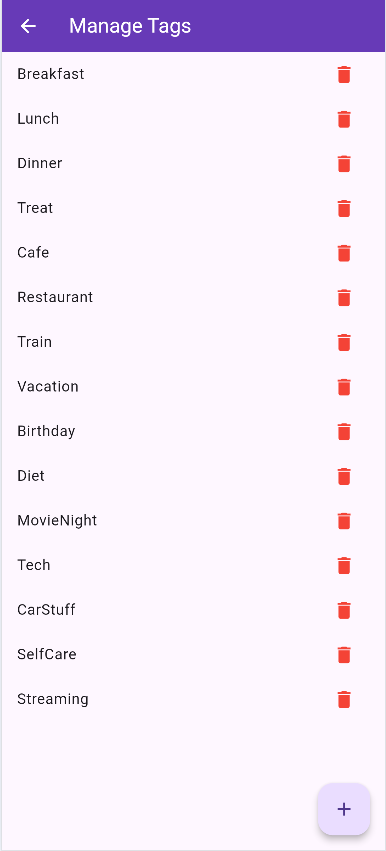 Manage Tags
Breakfast
Lunch
Dinner
Treat
Cafe
Restaurant
Train
Vacation
Birthday
Diet
MovieNight
Tech
CarStuff
SelfCare
Streaming